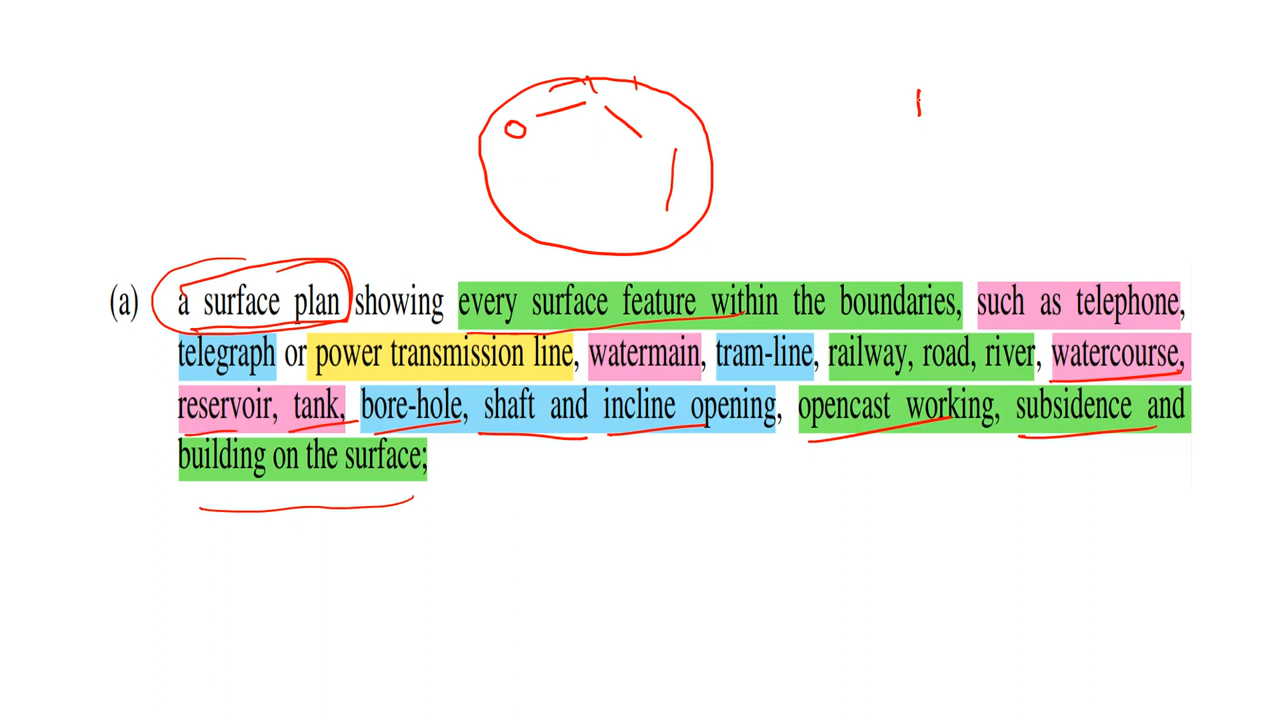 (a) a surface plan showing every surface feature within the boundaries, such as telephone,
telegraph or power transmission line, watermain, tram-line, railway, road, river, watercourse,
reservoir, tank, bore-hole, shaft and incline opening, opencast working, subsidence and
building on the surface;